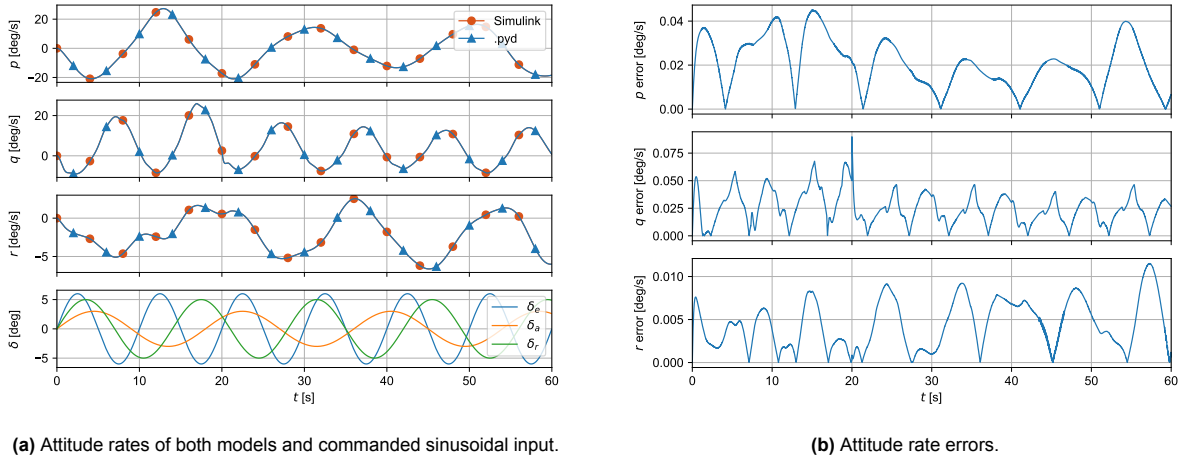 p [deg/s]
20
0
−20
Simulink
.pyd
q [deg/s]
20
0
r [deg/s]
0
−5
δ [deg]
5
0
−5
δe
δa
δr
0 10 20 30 40 50 60
t [s]
(a) Attitude rates of both models and commanded sinusoidal input.
p error [deg/s]
0.04
0.02
0.00
q error [deg/s]
0.075
0.050
0.025
0.000
r error [deg/s]
0.010
0.005
0.000
0 10 20 30 40 50 60
t [s]
(b) Attitude rate errors.